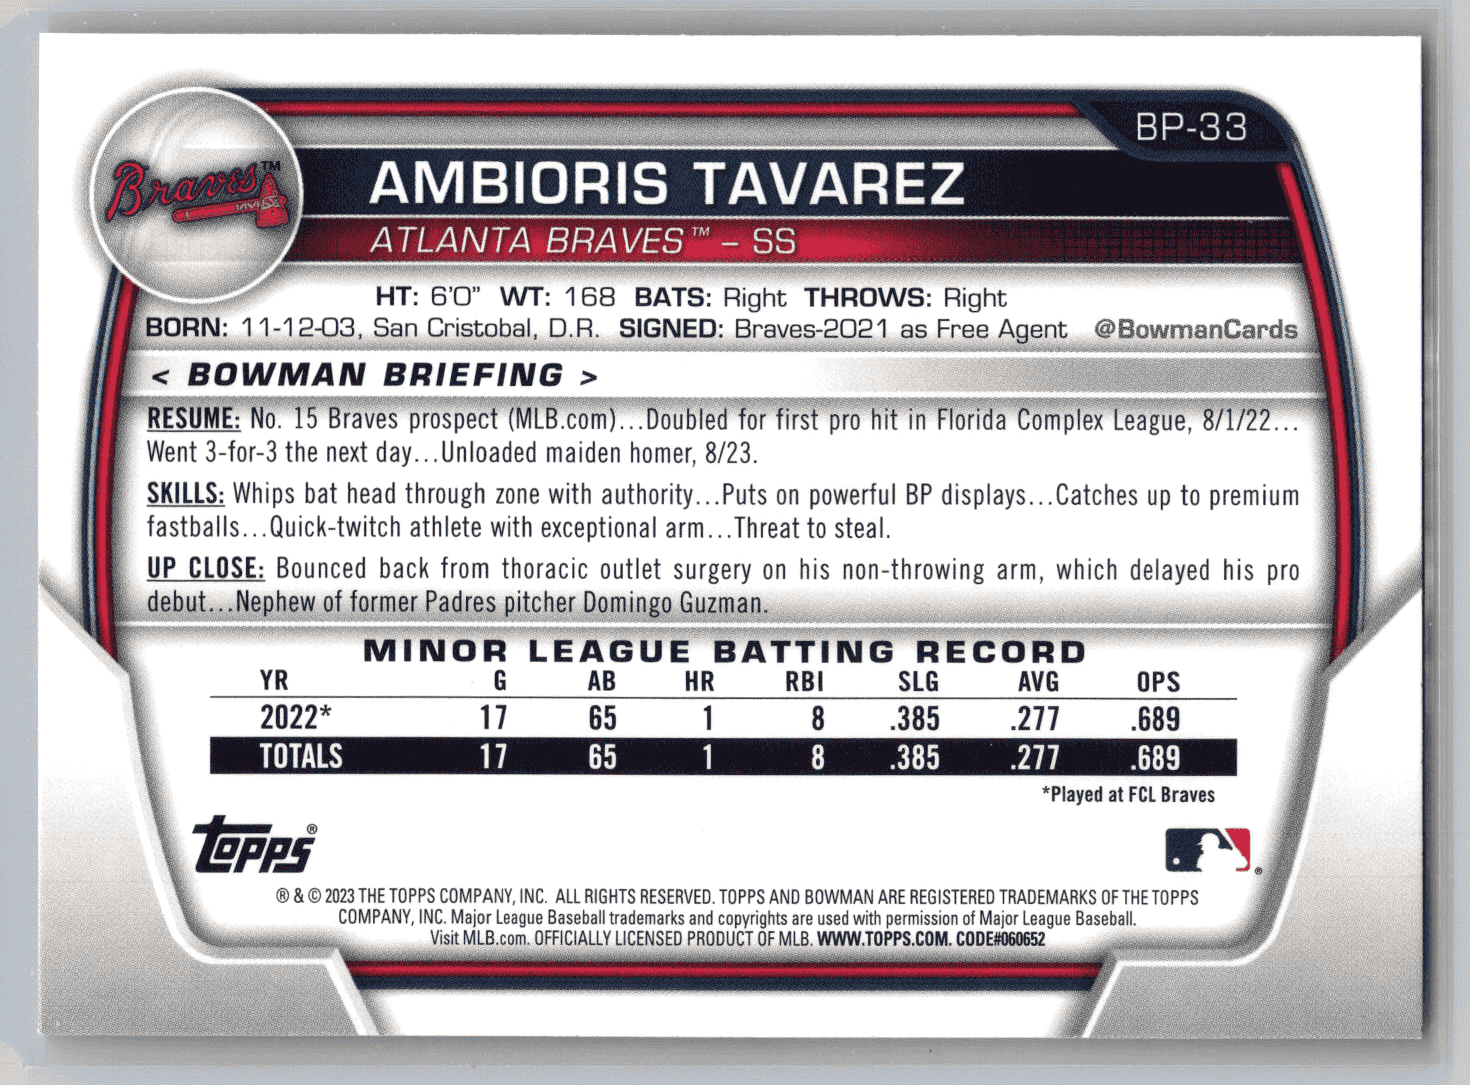 BP-33
Braves™
AMBIORIS TAVAREZ
ATLANTA BRAVES™ – SS
HT: 6'0" WT: 168 BATS: Right THROWS: Right
BORN: 11-12-03, San Cristobal, D.R. SIGNED: Braves-2021 as Free Agent @BowmanCards
< BOWMAN BRIEFING >
RESUME: No. 15 Braves prospect (MLB.com)...Doubled for first pro hit in Florida Complex League, 8/1/22...
Went 3-for-3 the next day...Unloaded maiden homer, 8/23.
SKILLS: Whips bat head through zone with authority...Puts on powerful BP displays...Catches up to premium
fastballs...Quick-twitch athlete with exceptional arm...Threat to steal.
UP CLOSE: Bounced back from thoracic outlet surgery on his non-throwing arm, which delayed his pro
debut...Nephew of former Padres pitcher Domingo Guzman.
MINOR LEAGUE BATTING RECORD
YR G AB HR RBI SLG AVG OPS
2022* 17 65 1 8 .385 .277 .689
TOTALS 17 65 1 8 .385 .277 .689
*Played at FCL Braves
TOPPS®
® & © 2023 THE TOPPS COMPANY, INC. ALL RIGHTS RESERVED. TOPPS AND BOWMAN ARE REGISTERED TRADEMARKS OF THE TOPPS
COMPANY, INC. Major League Baseball trademarks and copyrights are used with permission of Major League Baseball.
Visit MLB.com. OFFICIALLY LICENSED PRODUCT OF MLB. WWW.TOPPS.COM. CODE#060652